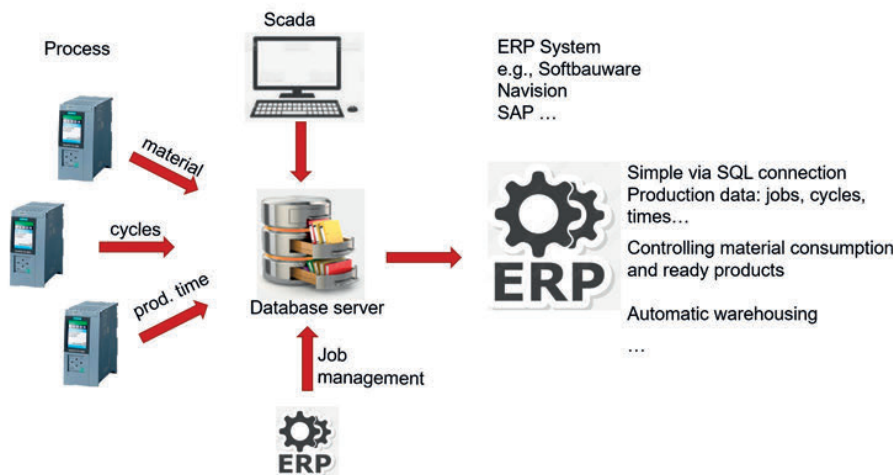 Process
Scada
ERP System
e.g., Softbauware
Navision
SAP ...
material
cycles
prod. time
Database server
ERP
Simple via SQL connection
Production data: jobs, cycles,
times...
Controlling material consumption
and ready products
Automatic warehousing
...
Job
management
ERP